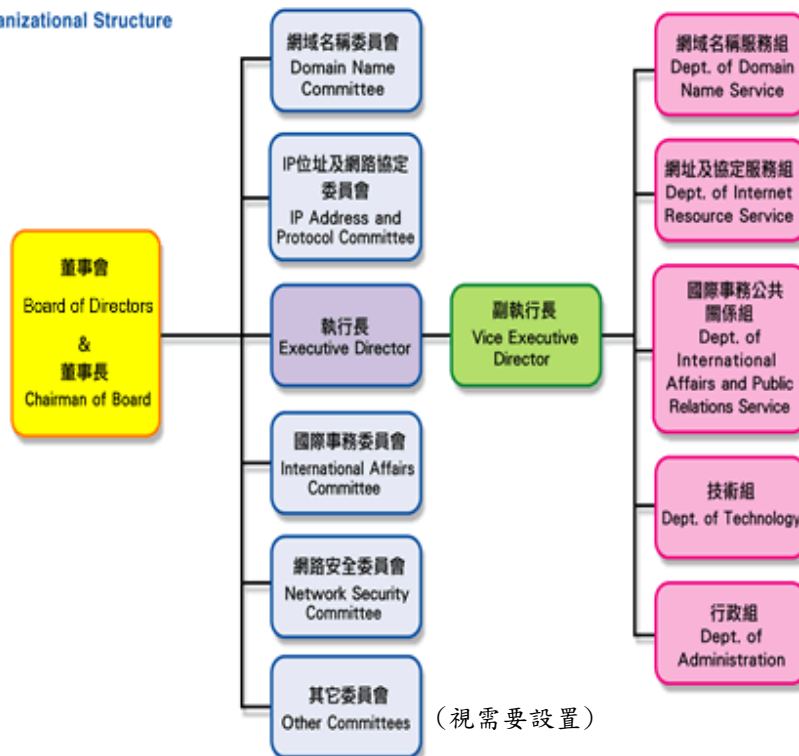 anizational Structure
董事會
Board of Directors
&
董事長
Chairman of Board
網域名稱委員會
Domain Name
Committee
IP位址及網路協定
委員會
IP Address and
Protocol Committee
執行長
Executive Director
國際事務委員會
International Affairs
Committee
網路安全委員會
Network Security
Committee
其它委員會
Other Committees
(視需要設置)
副執行長
Vice Executive
Director
網域名稱服務組
Dept. of Domain
Name Service
網址及協定服務組
Dept. of Internet
Resource Service
國際事務公共
關係組
Dept. of
International
Affairs and Public
Relations Service
技術組
Dept. of Technology
行政組
Dept. of
Administration